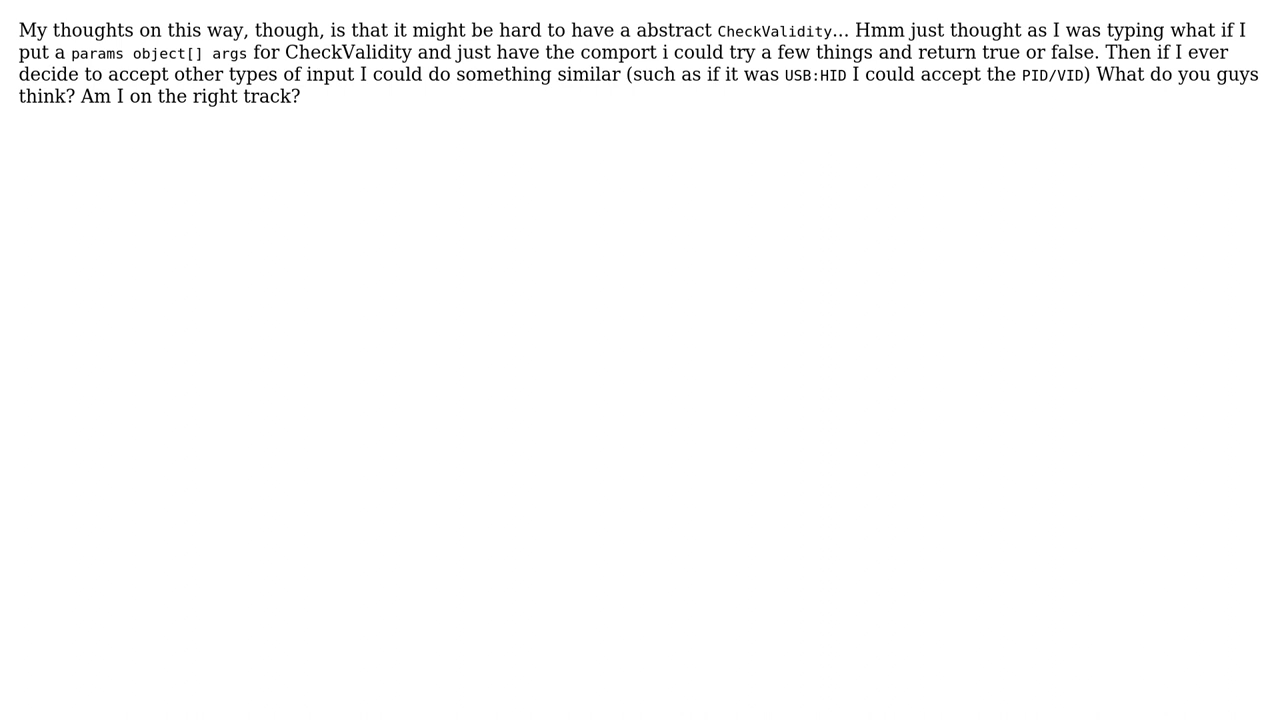 My thoughts on this way, though, is that it might be hard to have a abstract CheckValidity... Hmm just thought as I was typing what if I
put a params object[] args for CheckValidity and just have the comport i could try a few things and return true or false. Then if I ever
decide to accept other types of input I could do something similar (such as if it was USB:HID I could accept the PID/VID) What do you guys
think? Am I on the right track?